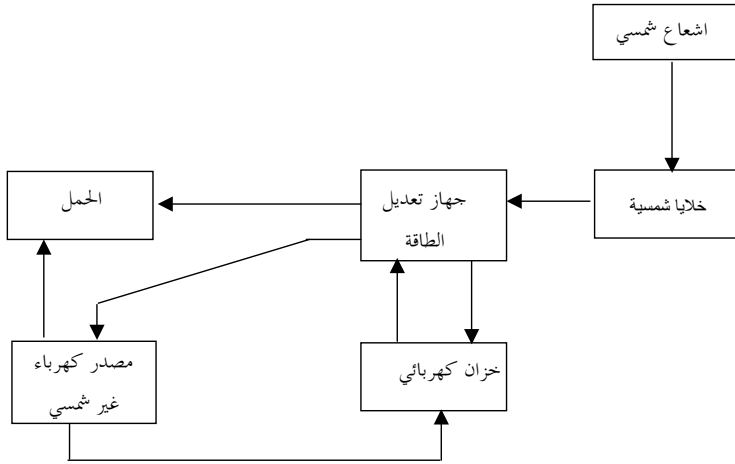 اشعاع شمسي
خلايا شمسية
جهاز تعديل
الطاقة
الحمل
خزان كهربائي
مصدر كهرباء
غير شمسي